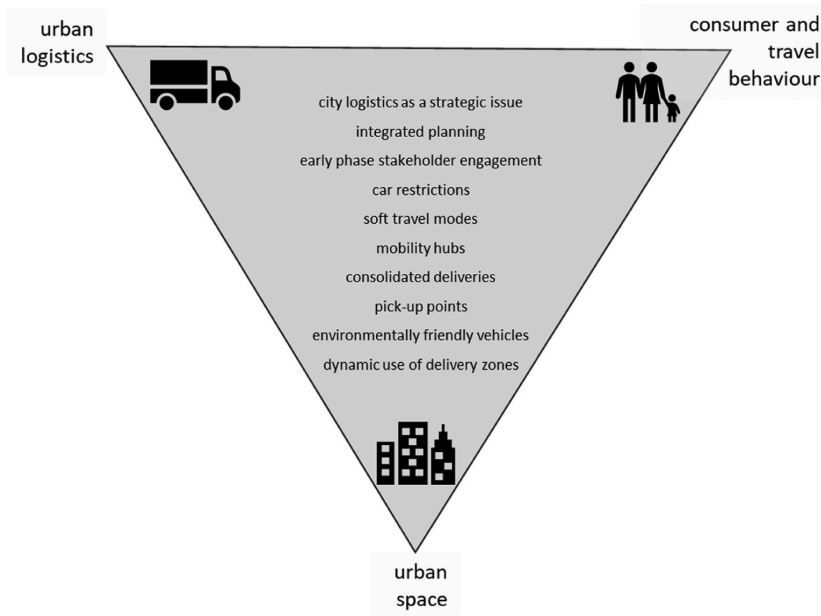 urban
logistics
consumer and
travel
behaviour
city logistics as a strategic issue
integrated planning
early phase stakeholder engagement
car restrictions
soft travel modes
mobility hubs
consolidated deliveries
pick-up points
environmentally friendly vehicles
dynamic use of delivery zones
urban
space